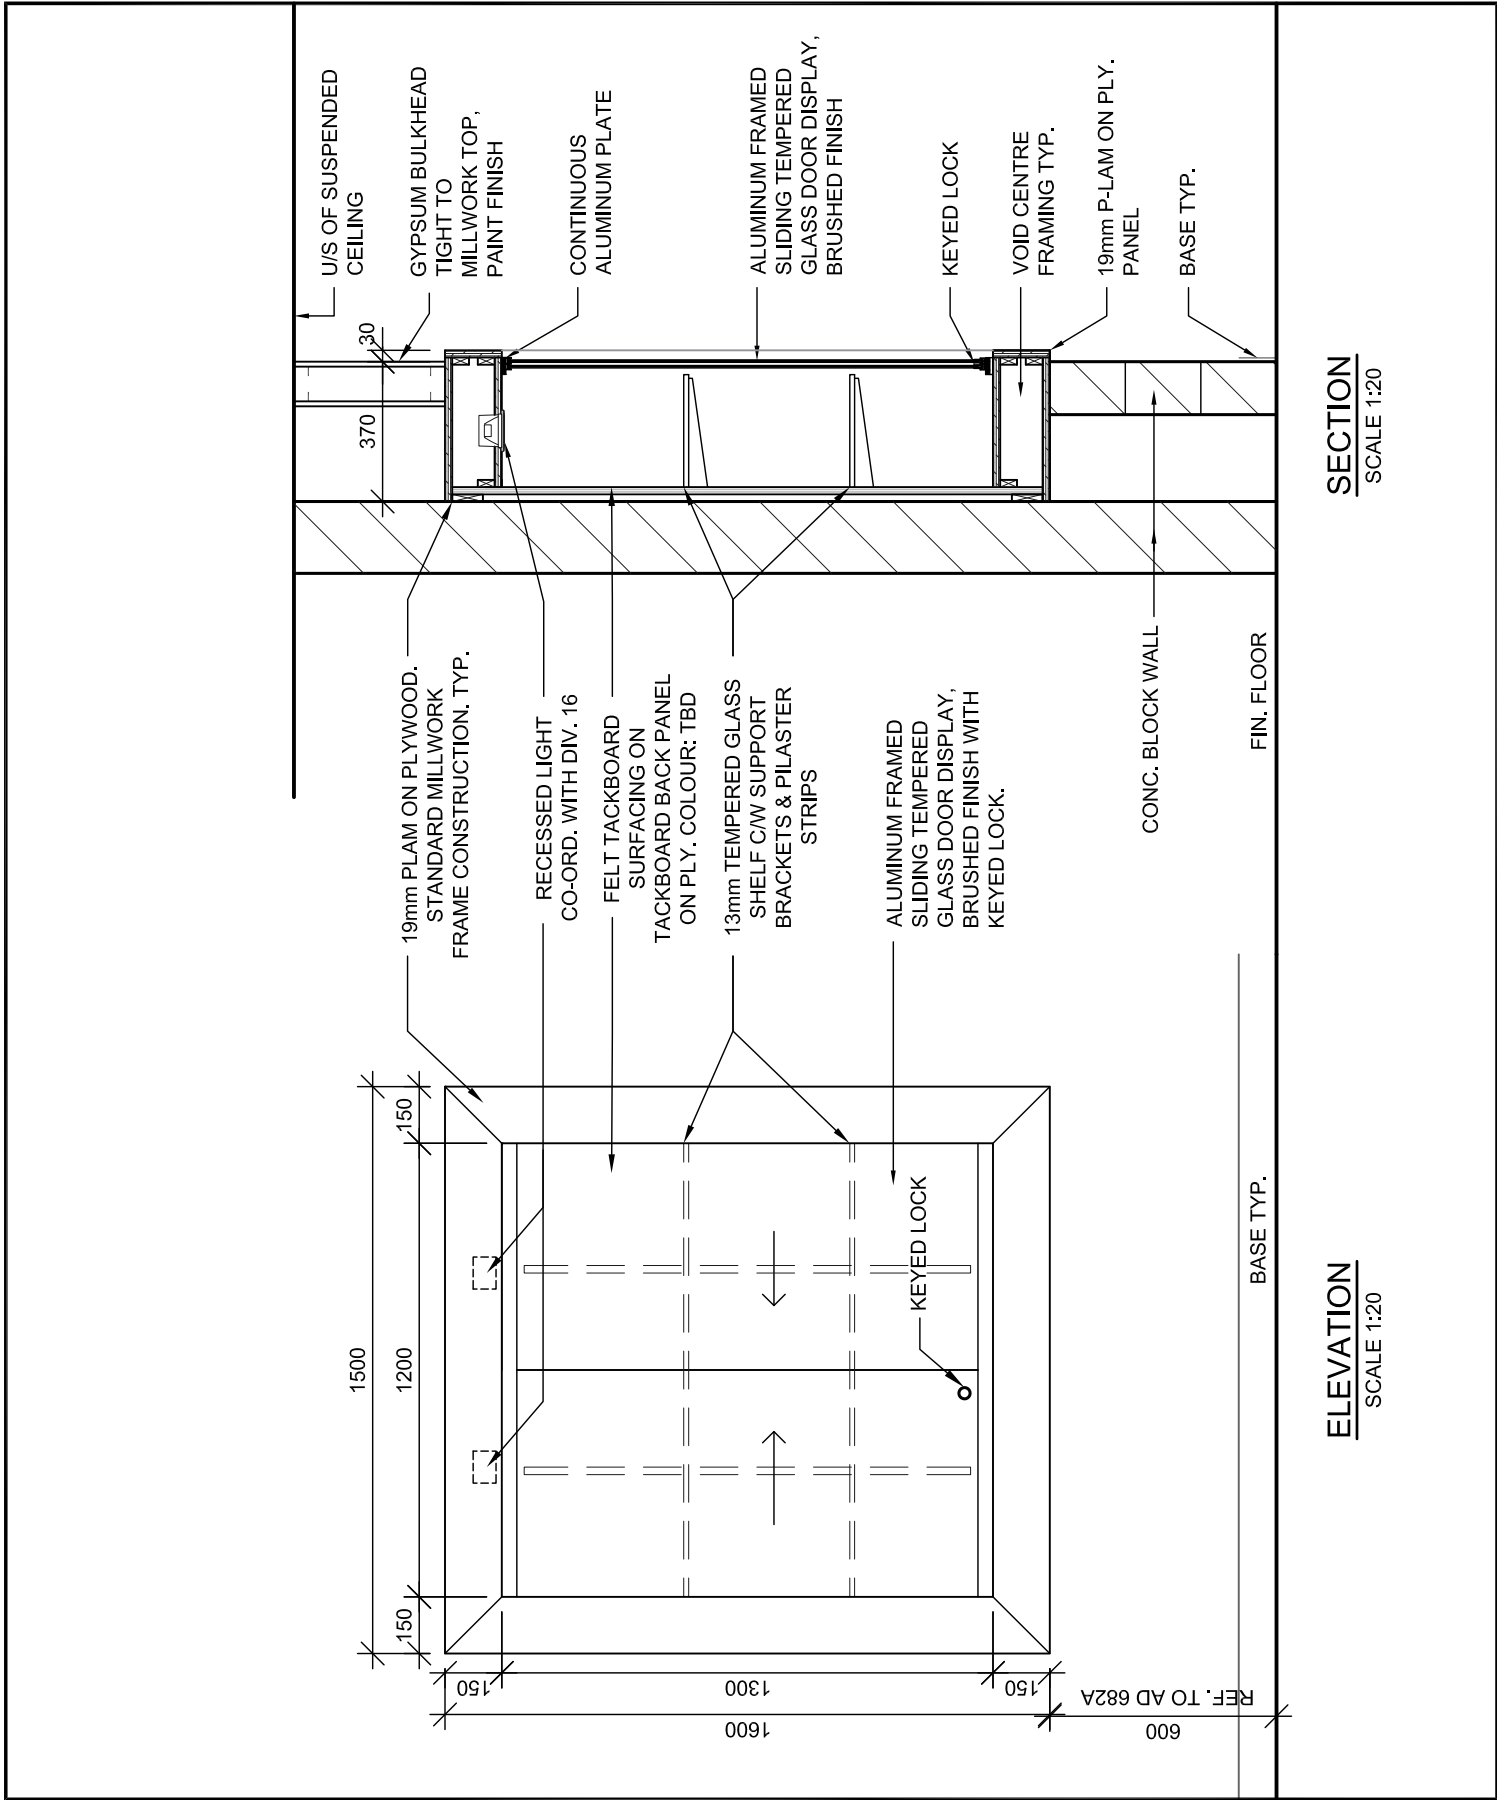 1500
150
1200
150
150
1300
150
1600
600
REF. TO AD 682A
KEYED LOCK
BASE TYP.
ELEVATION
SCALE 1:20
19mm PLAM ON PLYWOOD.
STANDARD MILLWORK
FRAME CONSTRUCTION. TYP.
RECESSED LIGHT
CO-ORD. WITH DIV. 16
FELT TACKBOARD
SURFACING ON
TACKBOARD BACK PANEL
ON PLY. COLOUR: TBD
13mm TEMPERED GLASS
SHELF C/W SUPPORT
BRACKETS & PILASTER
STRIPS
ALUMINUM FRAMED
SLIDING TEMPERED
GLASS DOOR DISPLAY,
BRUSHED FINISH WITH
KEYED LOCK.
CONC. BLOCK WALL
FIN. FLOOR
370
30
U/S OF SUSPENDED
CEILING
GYPSUM BULKHEAD
TIGHT TO
MILLWORK TOP,
PAINT FINISH
CONTINUOUS
ALUMINUM PLATE
ALUMINUM FRAMED
SLIDING TEMPERED
GLASS DOOR DISPLAY,
BRUSHED FINISH
KEYED LOCK
VOID CENTRE
FRAMING TYP.
19mm P-LAM ON PLY.
PANEL
BASE TYP.
SECTION
SCALE 1:20